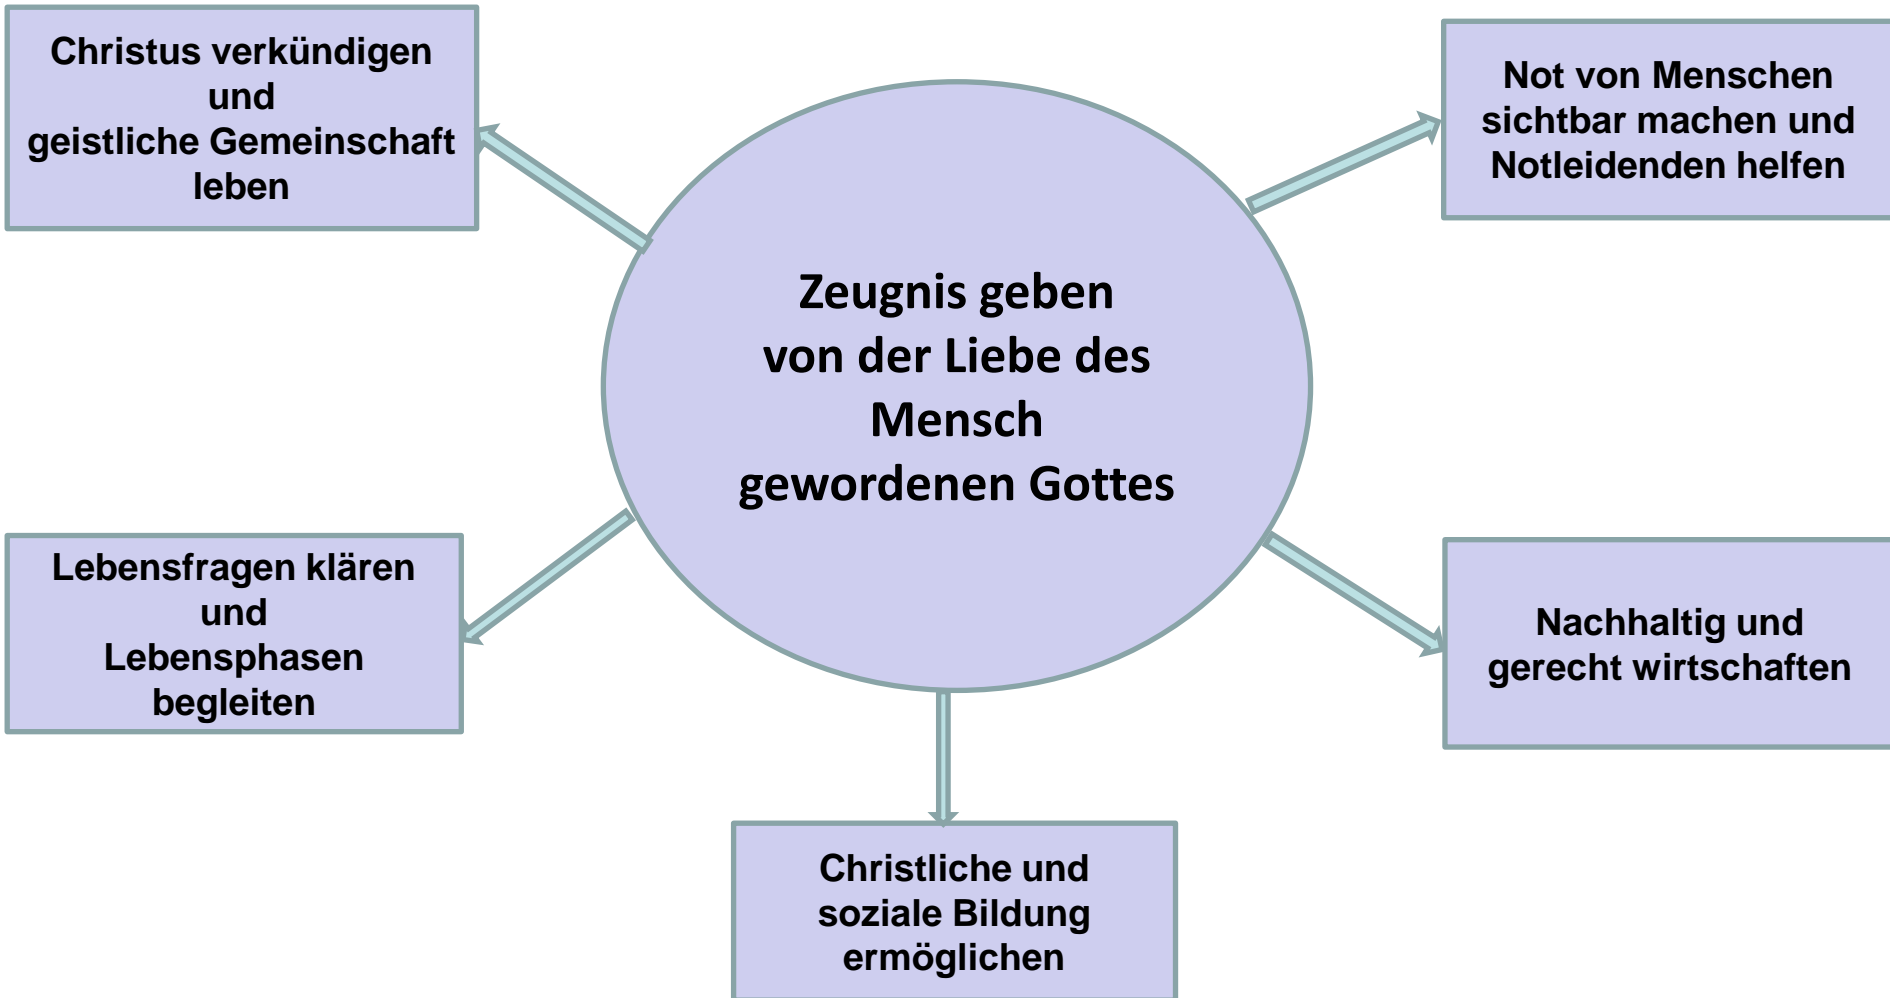 Christus verkündigen
und
geistliche Gemeinschaft
leben
Not von Menschen
sichtbar machen und
Notleidenden helfen
Zeugnis geben
von der Liebe des
Mensch
gewordenen Gottes
Lebensfragen klären
und
Lebensphasen
begleiten
Nachhaltig und
gerecht wirtschaften
Christliche und
soziale Bildung
ermöglichen